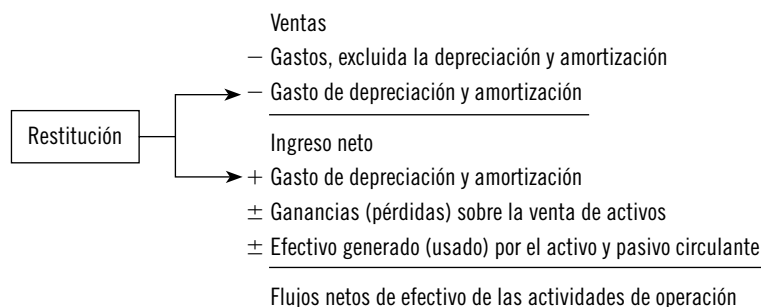 Ventas
− Gastos, excluida la depreciación y amortización
− Gasto de depreciación y amortización
Restitución
Ingreso neto
+ Gasto de depreciación y amortización
± Ganancias (pérdidas) sobre la venta de activos
± Efectivo generado (usado) por el activo y pasivo circulante
Flujos netos de efectivo de las actividades de operación